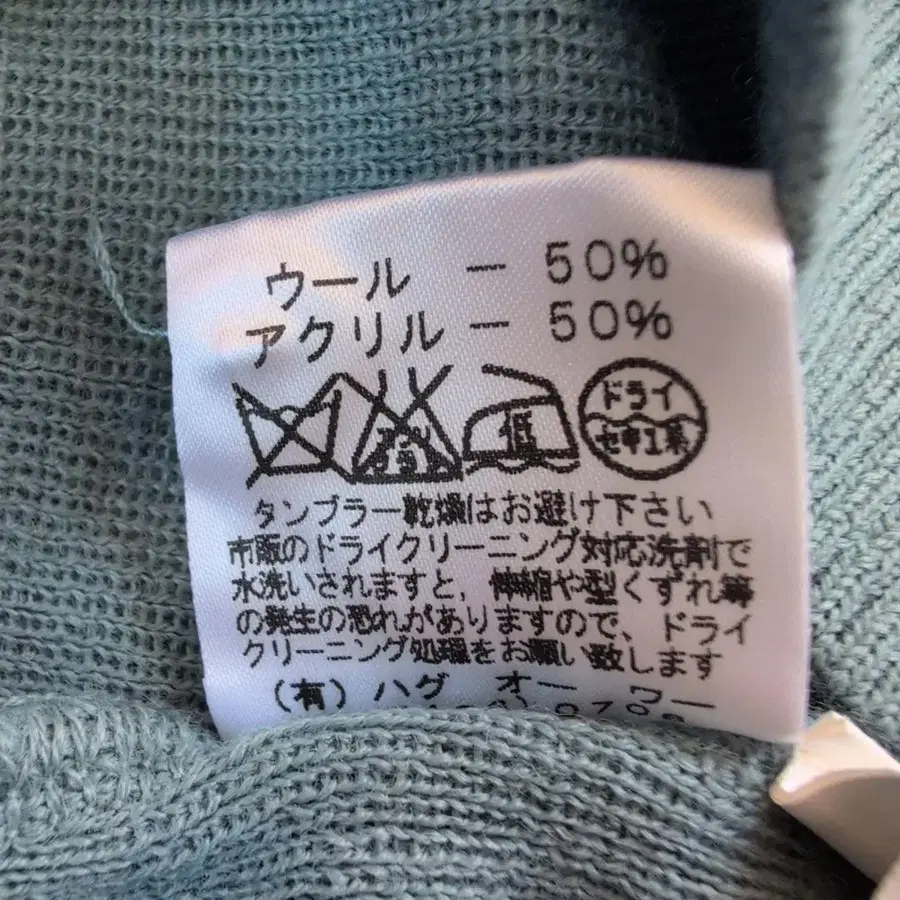 ウール － 50%
アクリル － 50%
低
ドライ
セキユ系
タンブラー乾燥はお避け下さい
市販のドライクリーニング対応洗剤で
水洗いされますと、伸縮や型くずれ等
の発生の恐れがありますので、ドライ
クリーニング処理をお願い致します
(有)ハグ オー ワー